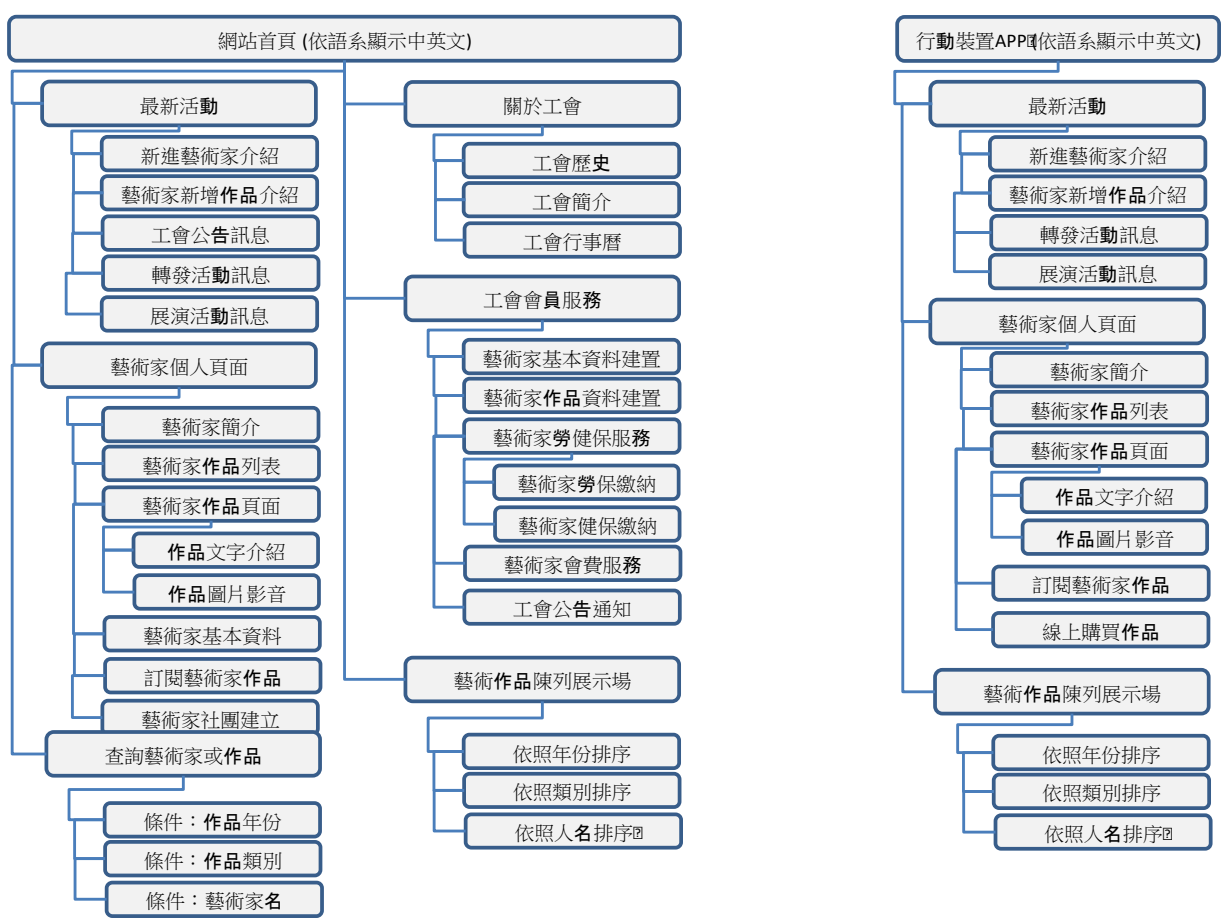 網站首頁 (依語系顯示中英文)
最新活動
新進藝術家介紹
藝術家新增作品介紹
工會公告訊息
轉發活動訊息
展演活動訊息
藝術家個人頁面
藝術家簡介
藝術家作品列表
藝術家作品頁面
作品文字介紹
作品圖片影音
藝術家基本資料
訂閱藝術家作品
藝術家社團建立
查詢藝術家或作品
條件：作品年份
條件：作品類別
條件：藝術家名
關於工會
工會歷史
工會簡介
工會行事曆
工會會員服務
藝術家基本資料建置
藝術家作品資料建置
藝術家勞健保服務
藝術家勞保繳納
藝術家健保繳納
藝術家會費服務
工會公告通知
藝術作品陳列展示場
依照年份排序
依照類別排序
依照人名排序
行動裝置APP (依語系顯示中英文)
最新活動
新進藝術家介紹
藝術家新增作品介紹
轉發活動訊息
展演活動訊息
藝術家個人頁面
藝術家簡介
藝術家作品列表
藝術家作品頁面
作品文字介紹
作品圖片影音
訂閱藝術家作品
線上購買作品
藝術作品陳列展示場
依照年份排序
依照類別排序
依照人名排序